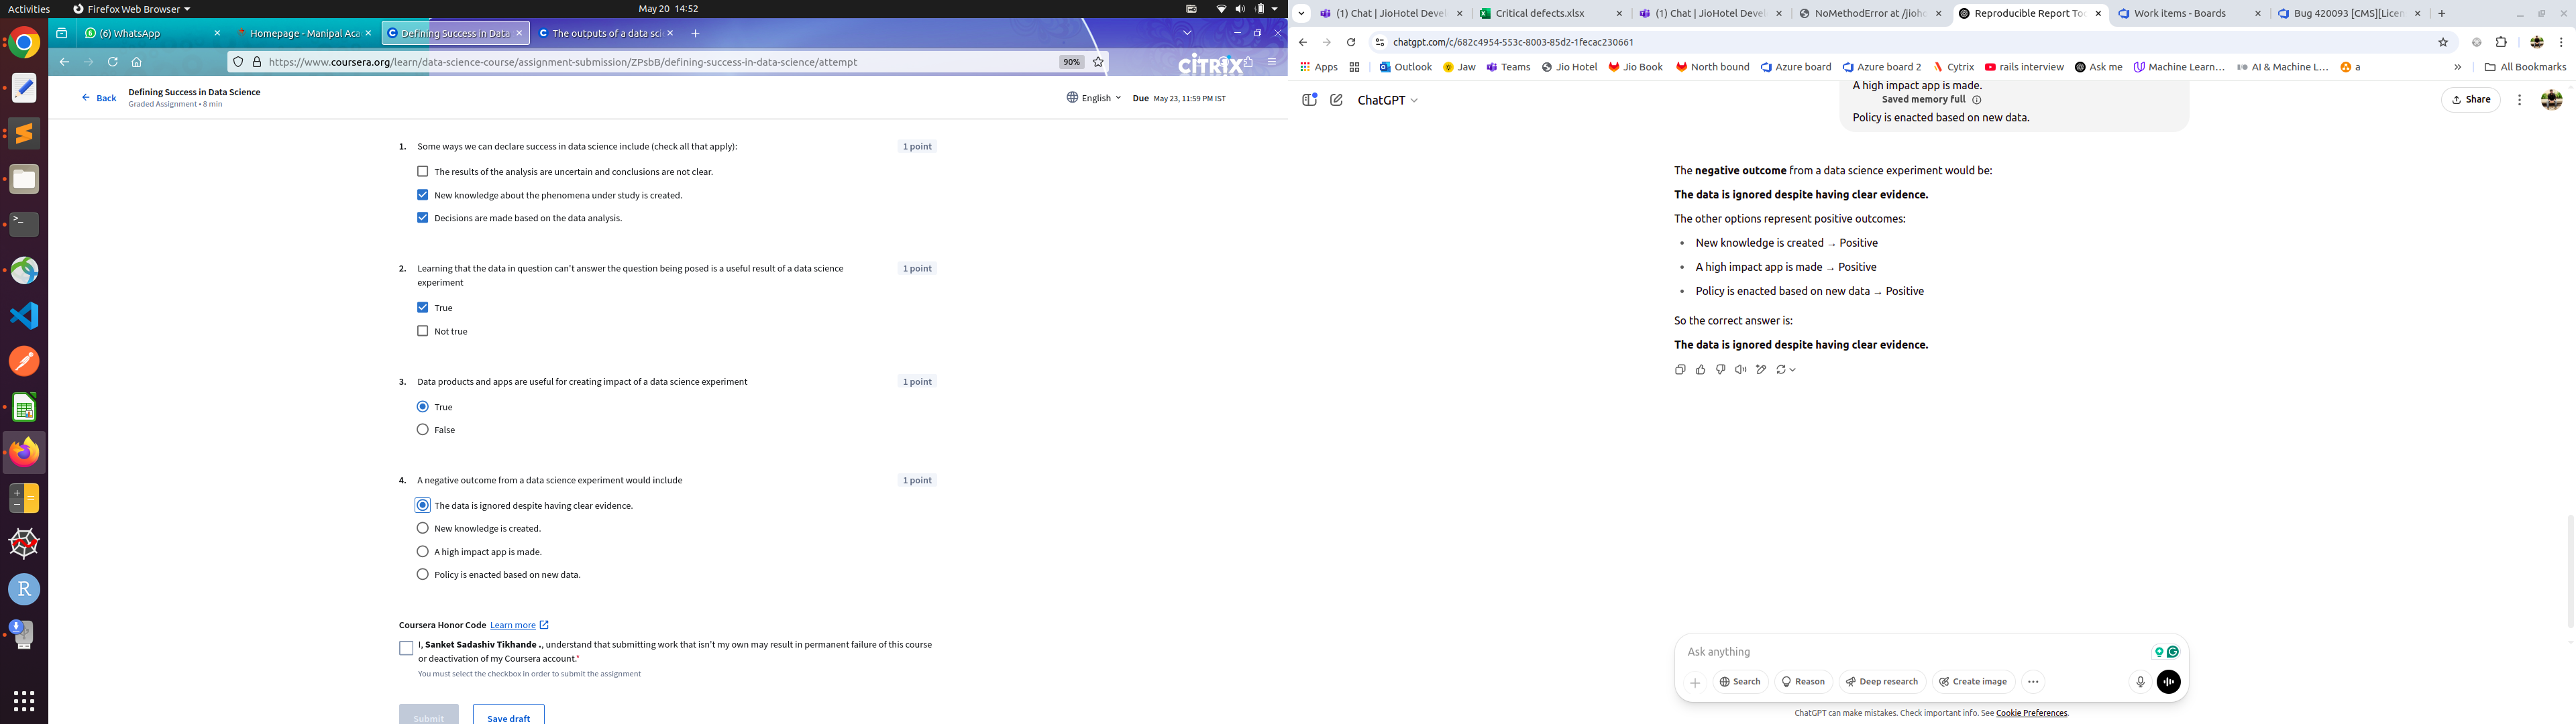 Activities
Firefox Web Browser
May 20 14:52
(6) WhatsApp
Homepage - Manipal Aca
Defining Success in Data
The outputs of a data sci
https://www.coursera.org/learn/data-science-course/assignment-submission/ZPsbB/defining-success-in-data-science/attempt
90%
citrix
Back
Defining Success in Data Science
Graded Assignment • 8 min
English
Due May 23, 11:59 PM IST
1. Some ways we can declare success in data science include (check all that apply):
1 point
The results of the analysis are uncertain and conclusions are not clear.
New knowledge about the phenomena under study is created.
Decisions are made based on the data analysis.
2. Learning that the data in question can't answer the question being posed is a useful result of a data science
experiment
1 point
True
Not true
3. Data products and apps are useful for creating impact of a data science experiment
1 point
True
False
4. A negative outcome from a data science experiment would include
1 point
The data is ignored despite having clear evidence.
New knowledge is created.
A high impact app is made.
Policy is enacted based on new data.
Coursera Honor Code Learn more
I, Sanket Sadashiv Tikhande ., understand that submitting work that isn't my own may result in permanent failure of this course
or deactivation of my Coursera account.*
You must select the checkbox in order to submit the assignment
Submit
Save draft
(1) Chat | JioHotel Devel
Critical defects.xlsx
(1) Chat | JioHotel Devel
NoMethodError at /jioh
Reproducible Report Too
Work items - Boards
Bug 420093 [CMS][Licen
chatgpt.com/c/682c4954-553c-8003-85d2-1fecac230661
Apps
Outlook
Jaw
Teams
Jio Hotel
Jio Book
North bound
Azure board
Azure board 2
Cytrix
rails interview
Ask me
Machine Learn...
AI & Machine L...
a
»
All Bookmarks
ChatGPT
Saved memory full
Share
A high impact app is made.
Policy is enacted based on new data.
The negative outcome from a data science experiment would be:
The data is ignored despite having clear evidence.
The other options represent positive outcomes:
• New knowledge is created → Positive
• A high impact app is made → Positive
• Policy is enacted based on new data → Positive
So the correct answer is:
The data is ignored despite having clear evidence.
Ask anything
Search
Reason
Deep research
Create image
ChatGPT can make mistakes. Check important info. See Cookie Preferences.